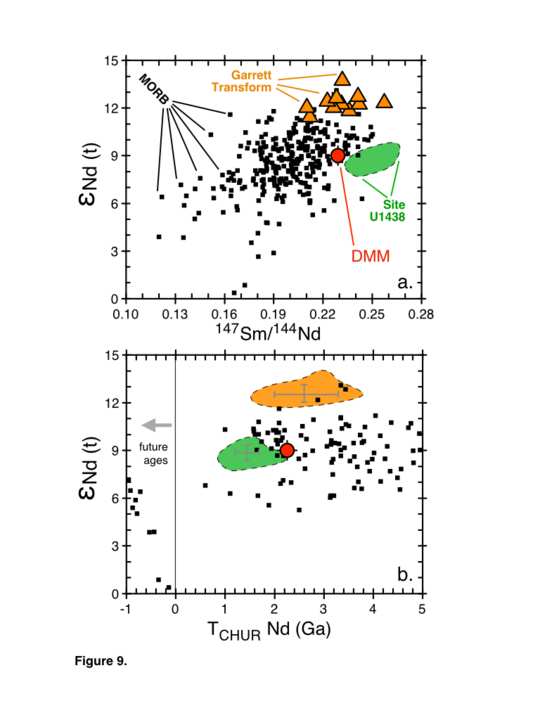 15
12
9
6
3
0
εNd (t)
MORB
Garrett
Transform
Site
U1438
DMM
a.
0.10 0.13 0.16 0.19 0.22 0.25 0.28
147Sm/144Nd
15
12
9
6
3
0
εNd (t)
future
ages
b.
-1 0 1 2 3 4 5
TCHUR Nd (Ga)
Figure 9.